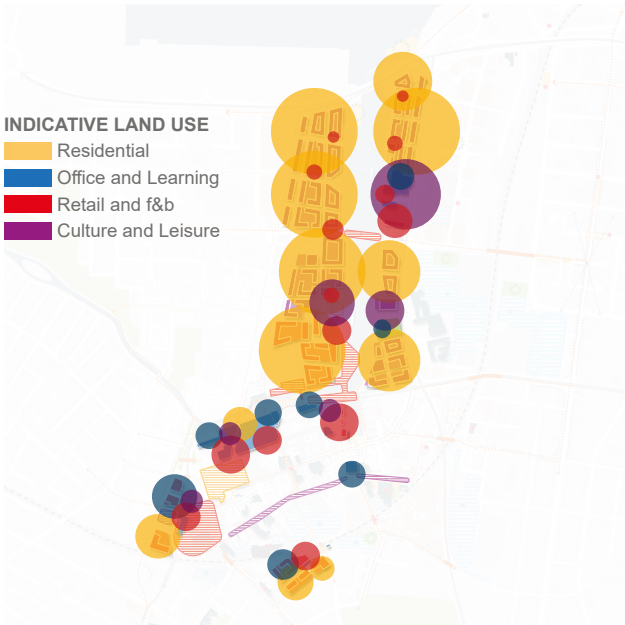 INDICATIVE LAND USE
Residential
Office and Learning
Retail and f&b
Culture and Leisure